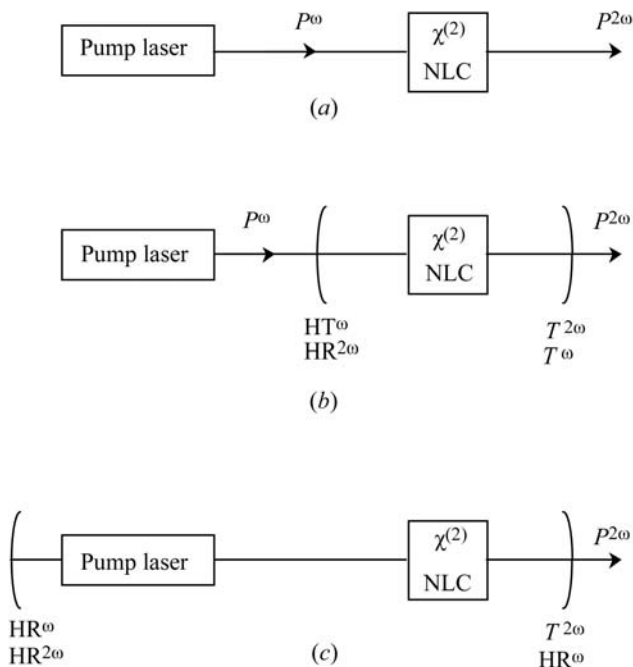 Pump laser
P^ω
χ^(2)
NLC
P^2ω
(a)
Pump laser
P^ω
χ^(2)
NLC
P^2ω
HT^ω
HR^2ω
T^2ω
T^ω
(b)
Pump laser
χ^(2)
NLC
P^2ω
HR^ω
HR^2ω
T^2ω
HR^ω
(c)